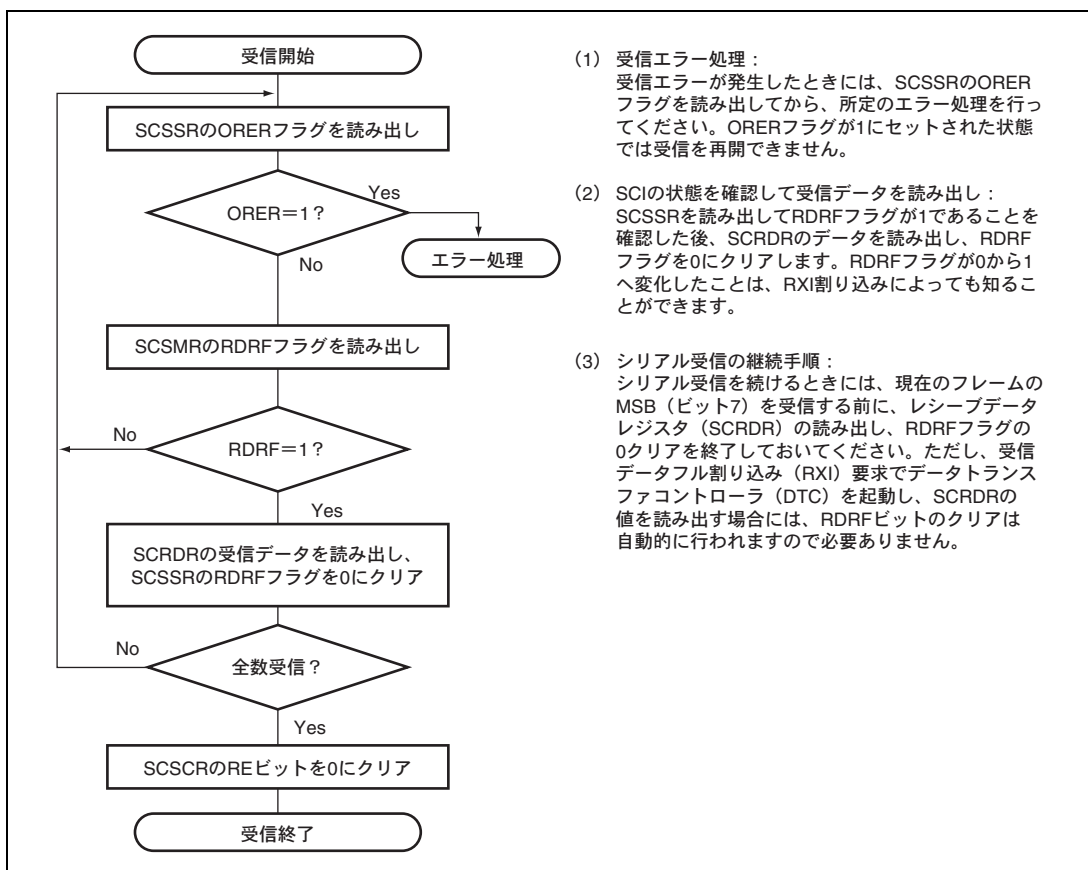 受信開始
SCSSRのORERフラグを読み出し
ORER＝1？
Yes
エラー処理
No
SCSMRのRDRFフラグを読み出し
No
RDRF＝1？
Yes
SCRDRの受信データを読み出し、
SCSSRのRDRFフラグを0にクリア
No
全数受信？
Yes
SCSCRのREビットを0にクリア
受信終了
（1） 受信エラー処理：
受信エラーが発生したときには、SCSSRのORER
フラグを読み出してから、所定のエラー処理を行っ
てください。ORERフラグが1にセットされた状態
では受信を再開できません。
（2） SCIの状態を確認して受信データを読み出し：
SCSSRを読み出してRDRFフラグが1であることを
確認した後、SCRDRのデータを読み出し、RDRF
フラグを0にクリアします。RDRFフラグが0から1
へ変化したことは、RXI割り込みによっても知るこ
とができます。
（3） シリアル受信の継続手順：
シリアル受信を続けるときには、現在のフレームの
MSB（ビット7）を受信する前に、レシーブデータ
レジスタ（SCRDR）の読み出し、RDRFフラグの
0クリアを終了しておいてください。ただし、受信
データフル割り込み（RXI）要求でデータトランス
ファコントローラ（DTC）を起動し、SCRDRの
値を読み出す場合には、RDRFビットのクリアは
自動的に行われますので必要ありません。